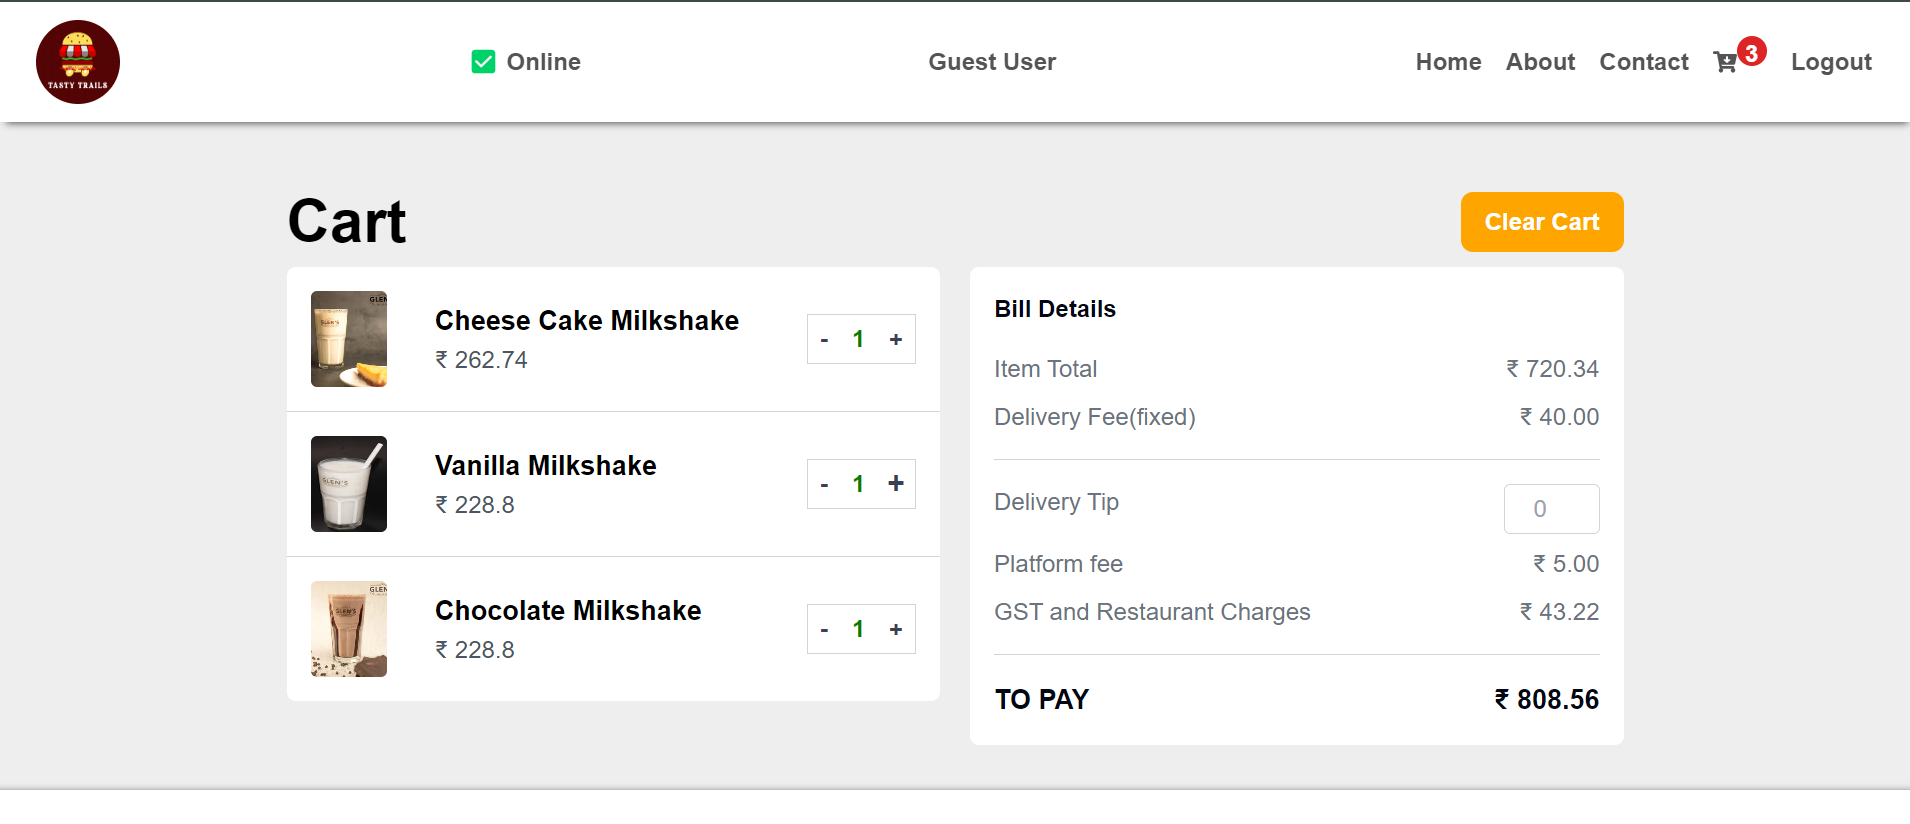 TASTY TRAILS
Online
Guest User
Home About Contact 3 Logout
Cart
Clear Cart
GLEN
GLEN'S
Cheese Cake Milkshake
₹ 262.74
- 1 +
GLEN'S
Vanilla Milkshake
₹ 228.8
- 1 +
GLEN
GLEN'S
Chocolate Milkshake
₹ 228.8
- 1 +
Bill Details
Item Total ₹ 720.34
Delivery Fee(fixed) ₹ 40.00
Delivery Tip 0
Platform fee ₹ 5.00
GST and Restaurant Charges ₹ 43.22
TO PAY ₹ 808.56